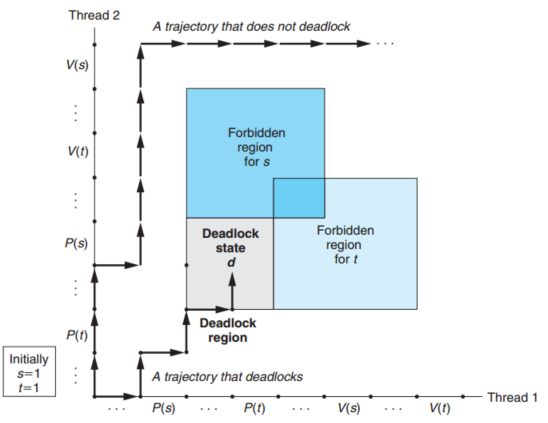 Thread 2
A trajectory that does not deadlock
...
V(s)
...
V(t)
...
P(s)
...
P(t)
...
Forbidden
region
for s
Forbidden
region
for t
Deadlock
state
d
Deadlock
region
Initially
s=1
t=1
A trajectory that deadlocks
Thread 1
... P(s) ... P(t) ... V(s) ... V(t)